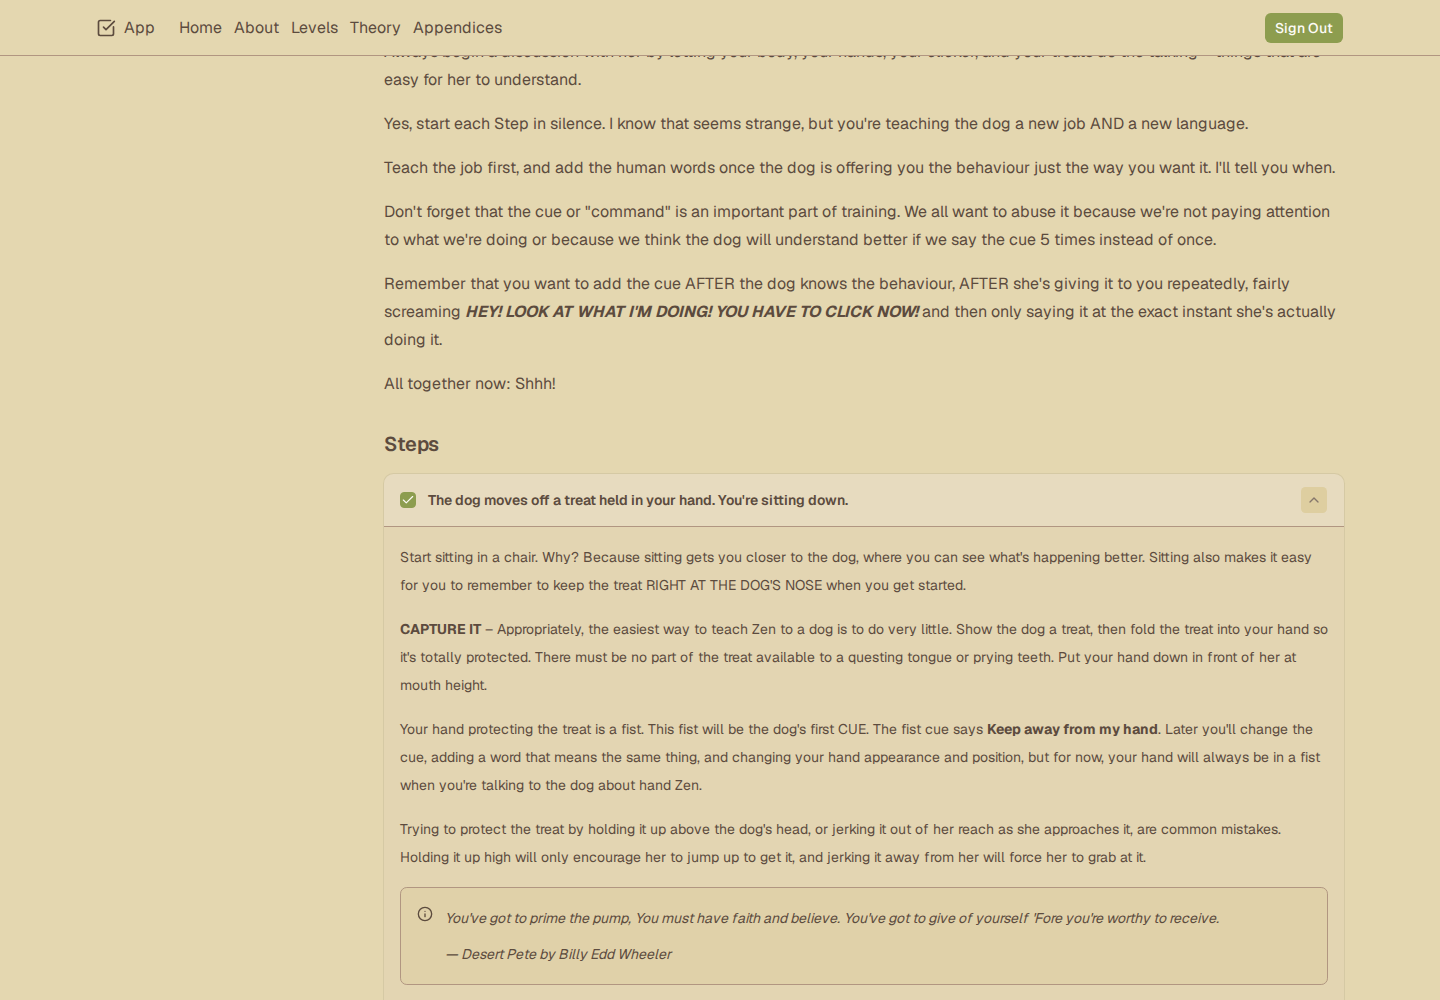 App Home About Levels Theory Appendices Sign Out
easy for her to understand.
Yes, start each Step in silence. I know that seems strange, but you're teaching the dog a new job AND a new language.
Teach the job first, and add the human words once the dog is offering you the behaviour just the way you want it. I'll tell you when.
Don't forget that the cue or "command" is an important part of training. We all want to abuse it because we're not paying attention
to what we're doing or because we think the dog will understand better if we say the cue 5 times instead of once.
Remember that you want to add the cue AFTER the dog knows the behaviour, AFTER she's giving it to you repeatedly, fairly
screaming HEY! LOOK AT WHAT I'M DOING! YOU HAVE TO CLICK NOW! and then only saying it at the exact instant she's actually
doing it.
All together now: Shhh!
Steps
The dog moves off a treat held in your hand. You're sitting down.
Start sitting in a chair. Why? Because sitting gets you closer to the dog, where you can see what's happening better. Sitting also makes it easy
for you to remember to keep the treat RIGHT AT THE DOG'S NOSE when you get started.
CAPTURE IT – Appropriately, the easiest way to teach Zen to a dog is to do very little. Show the dog a treat, then fold the treat into your hand so
it's totally protected. There must be no part of the treat available to a questing tongue or prying teeth. Put your hand down in front of her at
mouth height.
Your hand protecting the treat is a fist. This fist will be the dog's first CUE. The fist cue says Keep away from my hand. Later you'll change the
cue, adding a word that means the same thing, and changing your hand appearance and position, but for now, your hand will always be in a fist
when you're talking to the dog about hand Zen.
Trying to protect the treat by holding it up above the dog's head, or jerking it out of her reach as she approaches it, are common mistakes.
Holding it up high will only encourage her to jump up to get it, and jerking it away from her will force her to grab at it.
You've got to prime the pump, You must have faith and believe. You've got to give of yourself 'Fore you're worthy to receive.
— Desert Pete by Billy Edd Wheeler